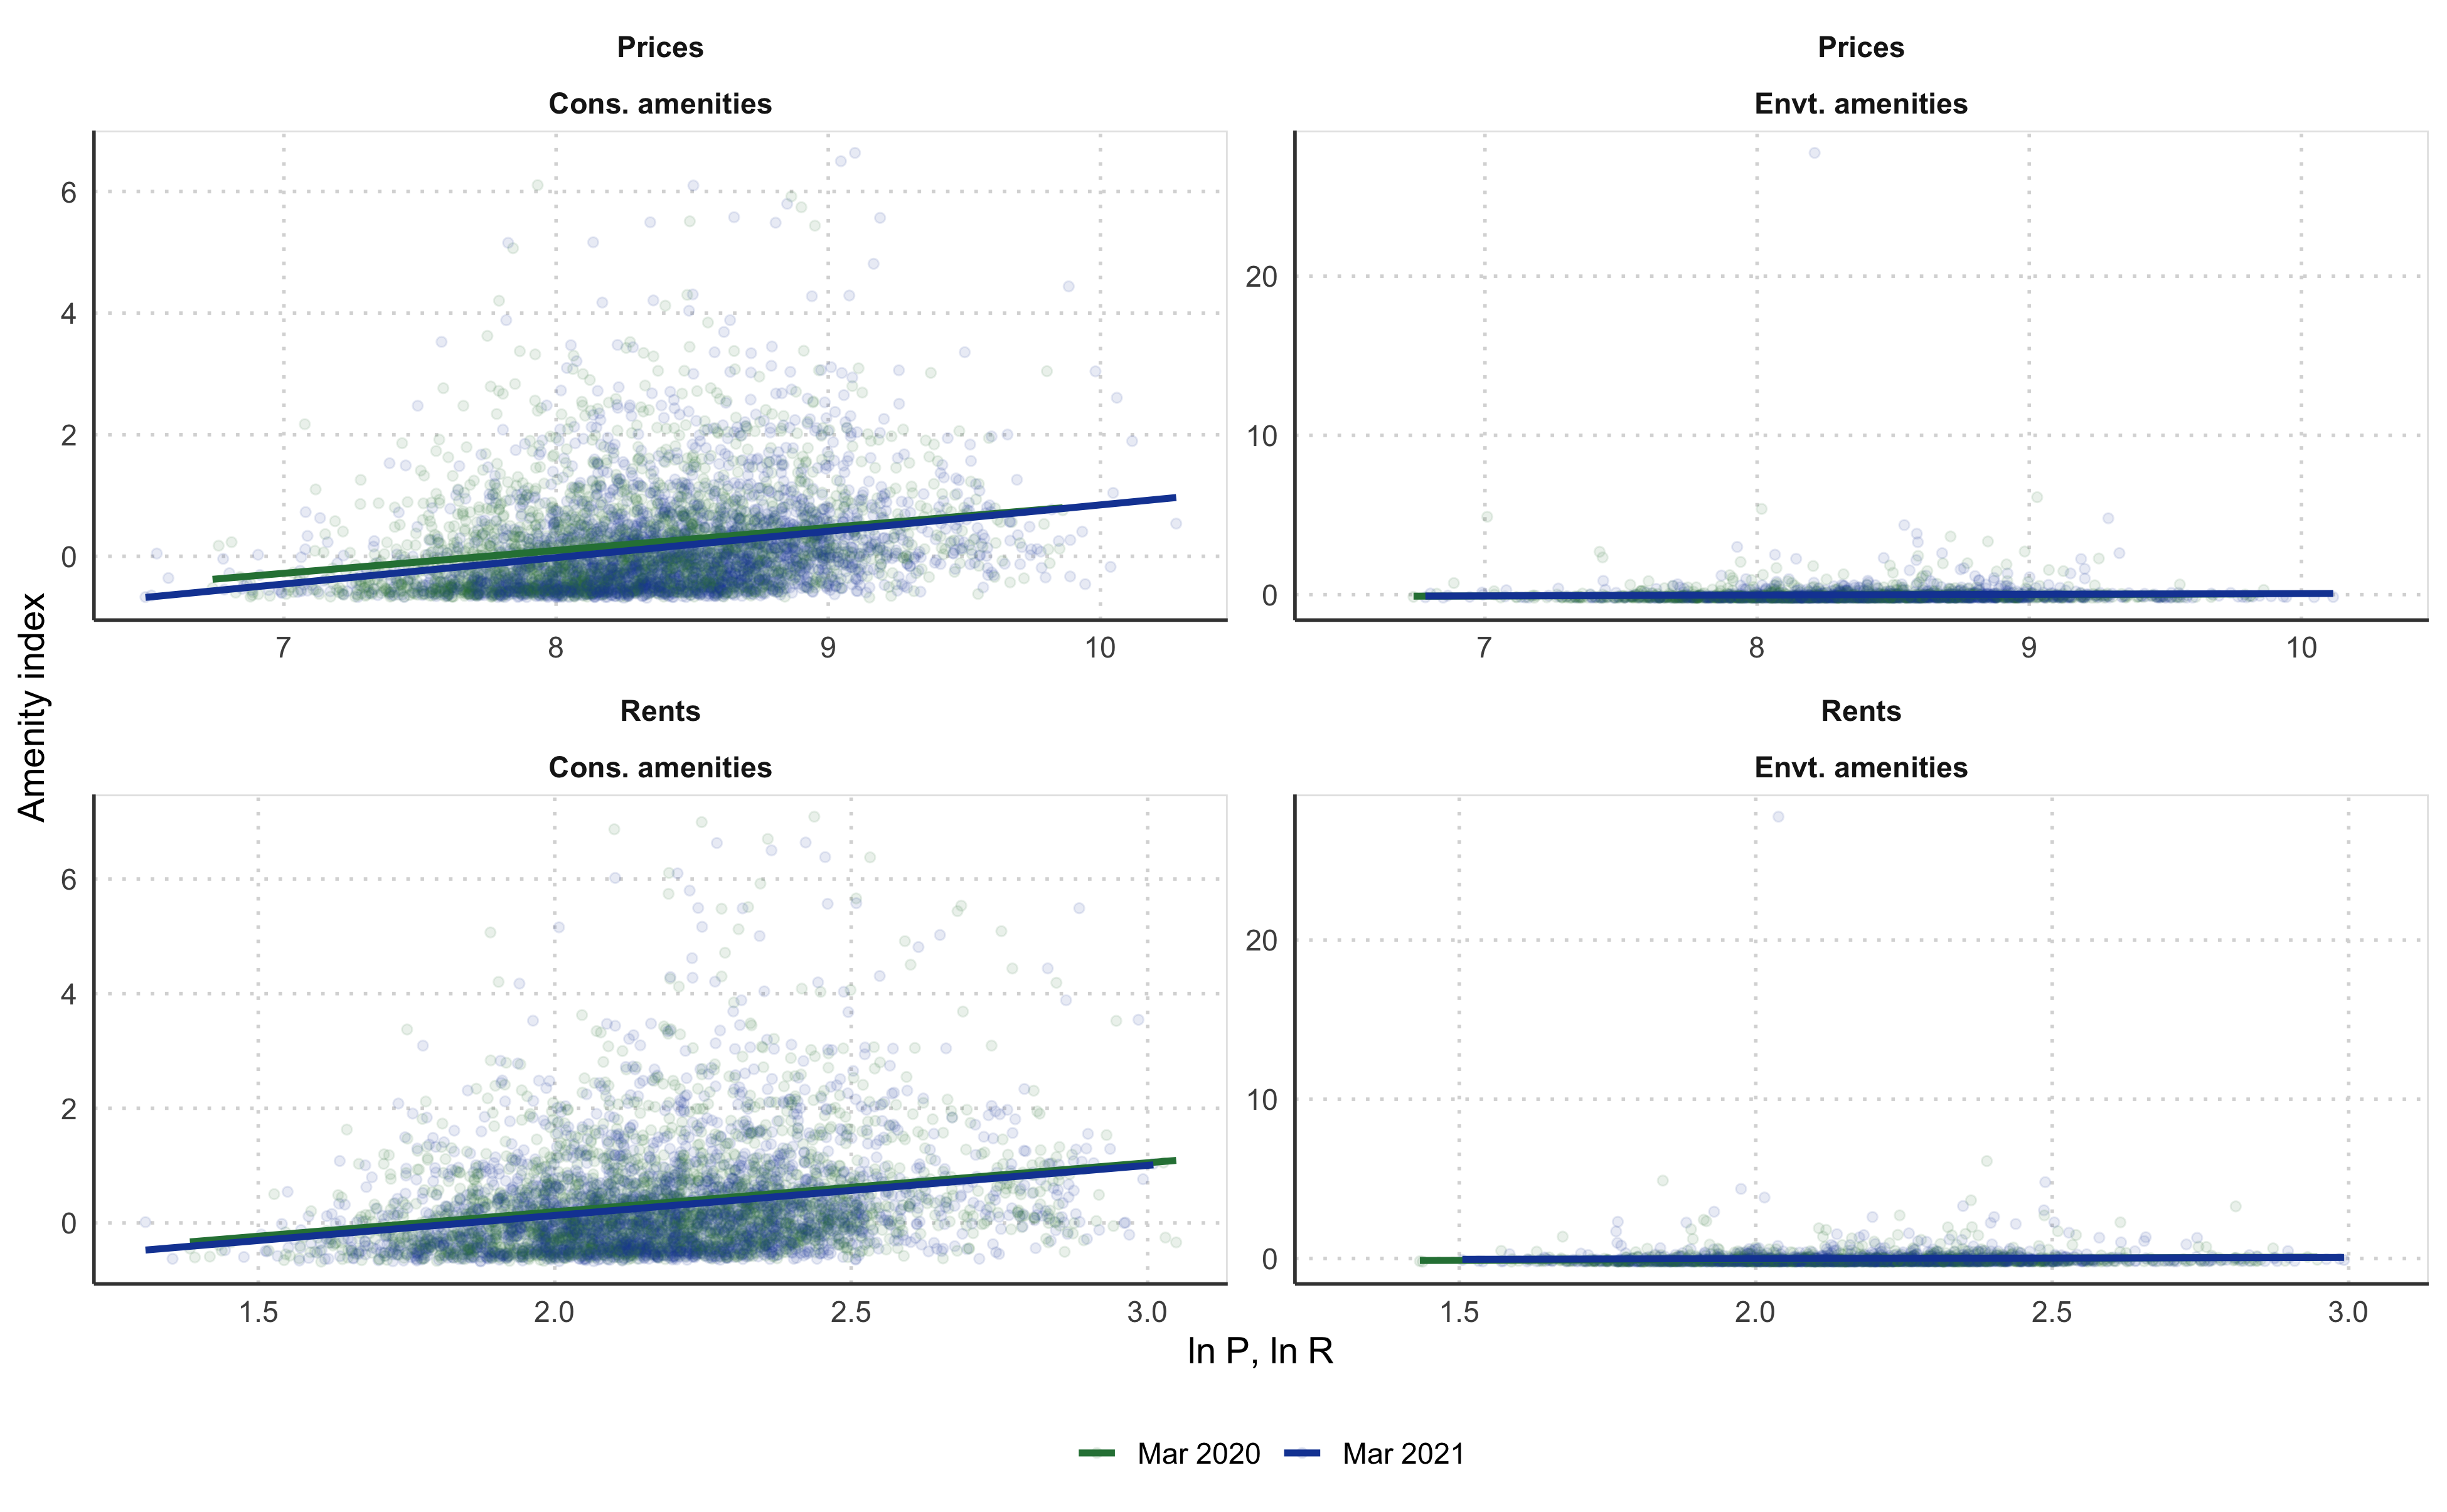 Prices
Cons. amenities
6
4
2
0
7 8 9 10
Prices
Envt. amenities
20
10
0
7 8 9 10
Amenity index
Rents
Cons. amenities
6
4
2
0
1.5 2.0 2.5 3.0
Rents
Envt. amenities
20
10
0
1.5 2.0 2.5 3.0
ln P, ln R
Mar 2020 Mar 2021